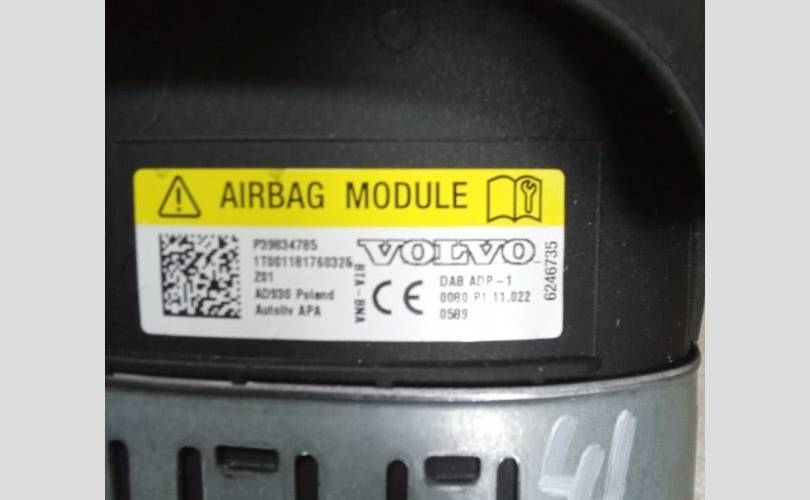 AIRBAG MODULE
P39834785
1T001181760326
Z01
AD930 Poland
Autoliv APA
BTA-BNA
VOLVO
CE
DAB ADP-1
0080 P1.11.022
0589
6246735
41